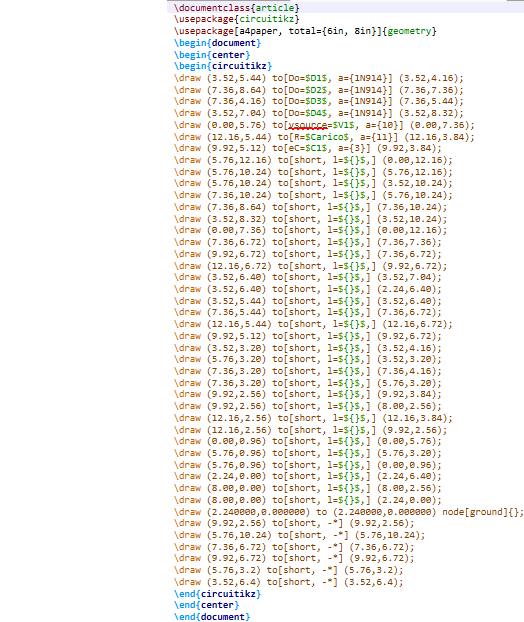 \documentclass{article}
\usepackage{circuitikz}
\usepackage[a4paper, total={6in, 8in}]{geometry}
\begin{document}
\begin{center}
\begin{circuitikz}
\draw (3.52,5.44) to[Do=$D1$, a={1N914}] (3.52,4.16);
\draw (7.36,8.64) to[Do=$D2$, a={1N914}] (7.36,7.36);
\draw (7.36,4.16) to[Do=$D3$, a={1N914}] (7.36,5.44);
\draw (3.52,7.04) to[Do=$D4$, a={1N914}] (3.52,8.32);
\draw (0.00,5.76) to[vsource=$V1$, a={10}] (0.00,7.36);
\draw (12.16,5.44) to[R=$Carico$, a={11}] (12.16,3.84);
\draw (9.92,5.12) to[eC=$C1$, a={3}] (9.92,3.84);
\draw (5.76,12.16) to[short, l=${}$,] (0.00,12.16);
\draw (5.76,10.24) to[short, l=${}$,] (5.76,12.16);
\draw (5.76,10.24) to[short, l=${}$,] (3.52,10.24);
\draw (7.36,10.24) to[short, l=${}$,] (5.76,10.24);
\draw (7.36,8.64) to[short, l=${}$,] (7.36,10.24);
\draw (3.52,8.32) to[short, l=${}$,] (3.52,10.24);
\draw (0.00,7.36) to[short, l=${}$,] (0.00,12.16);
\draw (7.36,6.72) to[short, l=${}$,] (7.36,7.36);
\draw (9.92,6.72) to[short, l=${}$,] (7.36,6.72);
\draw (12.16,6.72) to[short, l=${}$,] (9.92,6.72);
\draw (3.52,6.40) to[short, l=${}$,] (3.52,7.04);
\draw (3.52,6.40) to[short, l=${}$,] (2.24,6.40);
\draw (3.52,5.44) to[short, l=${}$,] (3.52,6.40);
\draw (7.36,5.44) to[short, l=${}$,] (7.36,6.72);
\draw (12.16,5.44) to[short, l=${}$,] (12.16,6.72);
\draw (9.92,5.12) to[short, l=${}$,] (9.92,6.72);
\draw (3.52,3.20) to[short, l=${}$,] (3.52,4.16);
\draw (5.76,3.20) to[short, l=${}$,] (3.52,3.20);
\draw (7.36,3.20) to[short, l=${}$,] (7.36,4.16);
\draw (7.36,3.20) to[short, l=${}$,] (5.76,3.20);
\draw (9.92,2.56) to[short, l=${}$,] (9.92,3.84);
\draw (9.92,2.56) to[short, l=${}$,] (8.00,2.56);
\draw (12.16,2.56) to[short, l=${}$,] (12.16,3.84);
\draw (12.16,2.56) to[short, l=${}$,] (9.92,2.56);
\draw (0.00,0.96) to[short, l=${}$,] (0.00,5.76);
\draw (5.76,0.96) to[short, l=${}$,] (5.76,3.20);
\draw (5.76,0.96) to[short, l=${}$,] (0.00,0.96);
\draw (2.24,0.00) to[short, l=${}$,] (2.24,6.40);
\draw (8.00,0.00) to[short, l=${}$,] (8.00,2.56);
\draw (8.00,0.00) to[short, l=${}$,] (2.24,0.00);
\draw (2.240000,0.000000) to (2.240000,0.000000) node[ground]{};
\draw (9.92,2.56) to[short, -*] (9.92,2.56);
\draw (5.76,10.24) to[short, -*] (5.76,10.24);
\draw (7.36,6.72) to[short, -*] (7.36,6.72);
\draw (9.92,6.72) to[short, -*] (9.92,6.72);
\draw (5.76,3.2) to[short, -*] (5.76,3.2);
\draw (3.52,6.4) to[short, -*] (3.52,6.4);
\end{circuitikz}
\end{center}
\end{document}